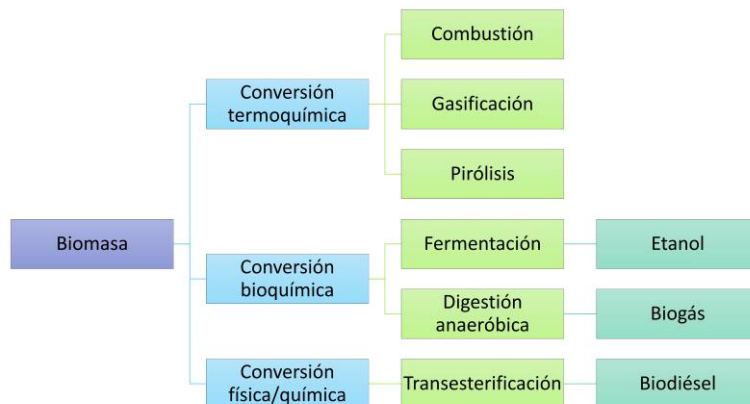 Combustión
Conversión
termoquímica
Gasificación
Pirólisis
Biomasa
Fermentación
Etanol
Conversión
bioquímica
Digestión
anaeróbica
Biogás
Conversión
física/química
Transesterificación
Biodiésel